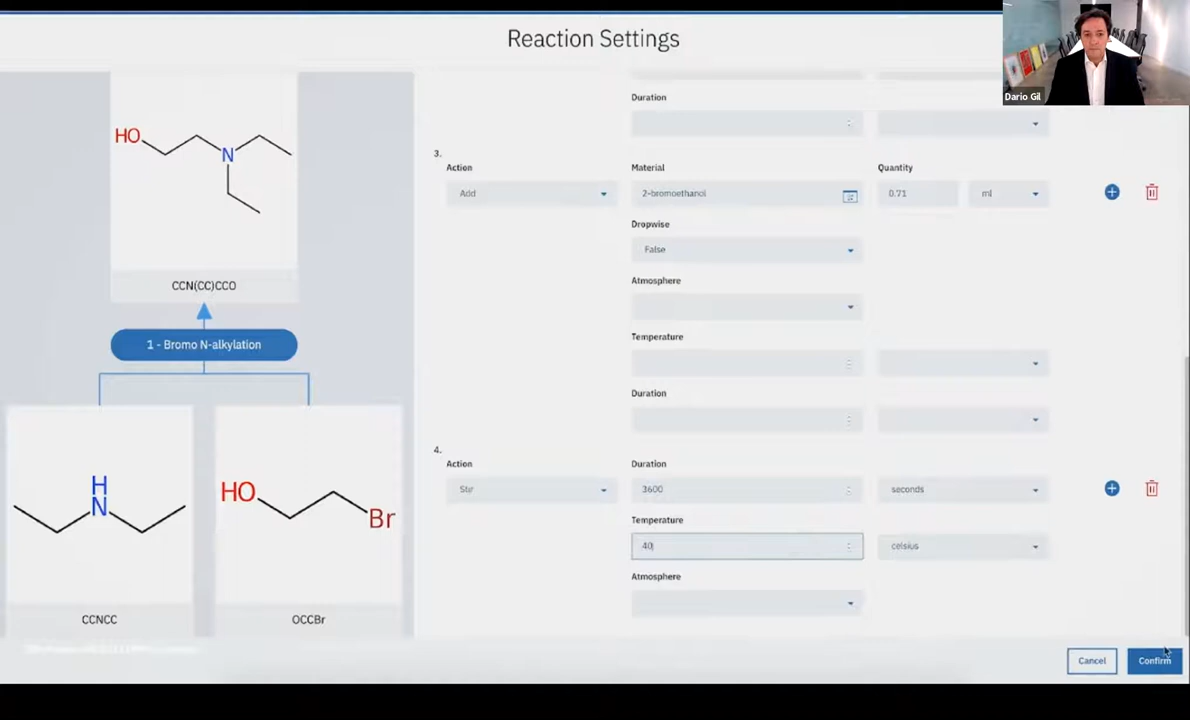 Reaction Settings
Dario Gil
HO
N
CCN(CC)CCO
1 - Bromo N-alkylation
H
N
CCNCC
HO
Br
OCCBr
Duration
3.
Action
Material
Quantity
Add
2-bromoethanol
0.71
ml
Dropwise
False
Atmosphere
Temperature
Duration
4.
Action
Duration
Stir
3600
seconds
Temperature
40
celsius
Atmosphere
Cancel
Confirm